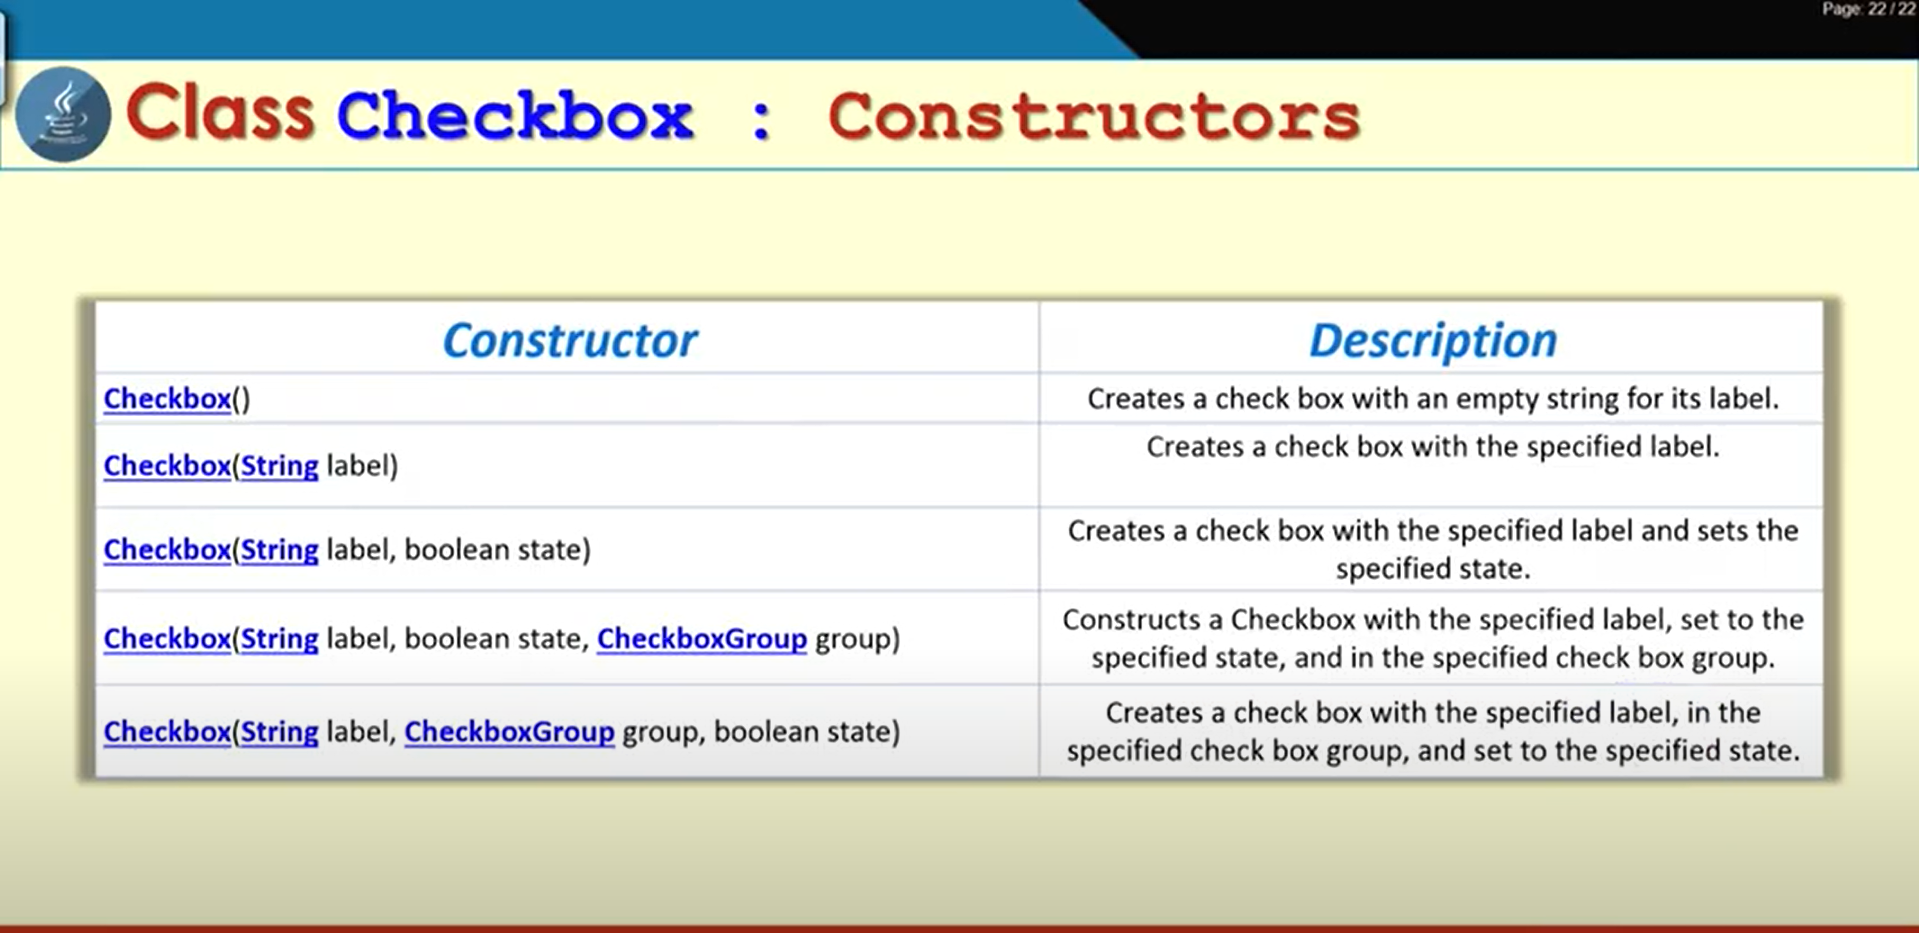 Page: 22 / 22
Class Checkbox : Constructors
Constructor Description
Checkbox() Creates a check box with an empty string for its label.
Checkbox(String label) Creates a check box with the specified label.
Checkbox(String label, boolean state) Creates a check box with the specified label and sets the
specified state.
Checkbox(String label, boolean state, CheckboxGroup group) Constructs a Checkbox with the specified label, set to the
specified state, and in the specified check box group.
Checkbox(String label, CheckboxGroup group, boolean state) Creates a check box with the specified label, in the
specified check box group, and set to the specified state.